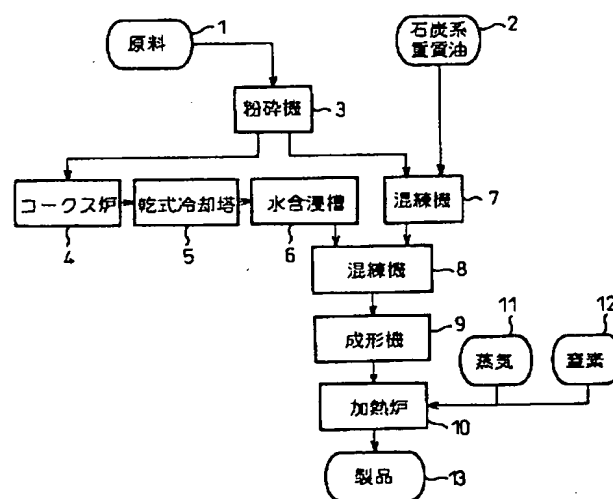 原料
1
石炭系
重質油
2
粉砕機
3
コークス炉
4
乾式冷却塔
5
水含浸槽
6
混練機
7
混練機
8
成形機
9
11
蒸気
12
窒素
加熱炉
10
製品
13